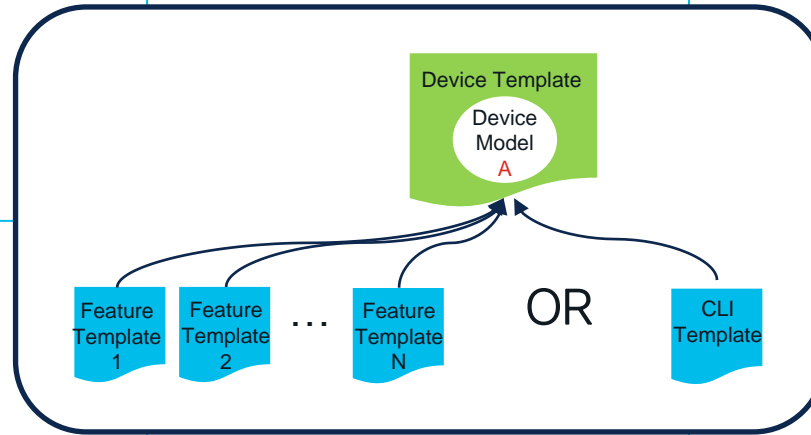 Device Template
Device
Model
A
Feature
Template
1
Feature
Template
2
...
Feature
Template
N
OR
CLI
Template